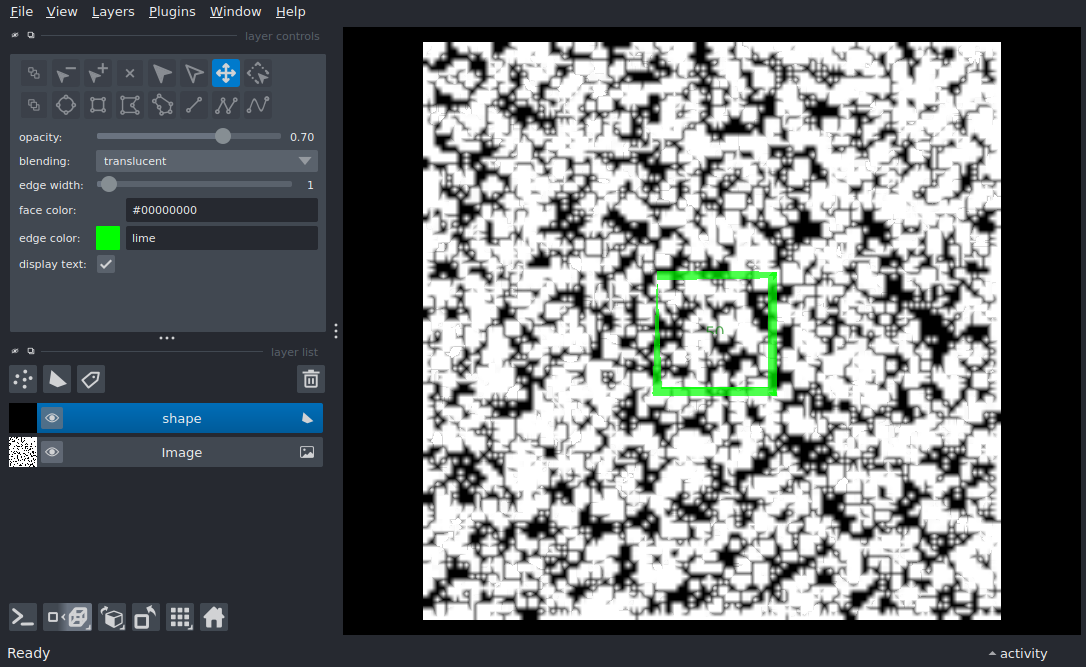 File View Layers Plugins Window Help
layer controls
opacity: 0.70
blending: translucent
edge width: 1
face color: #00000000
edge color: lime
display text:
layer list
shape
Image
Ready
activity